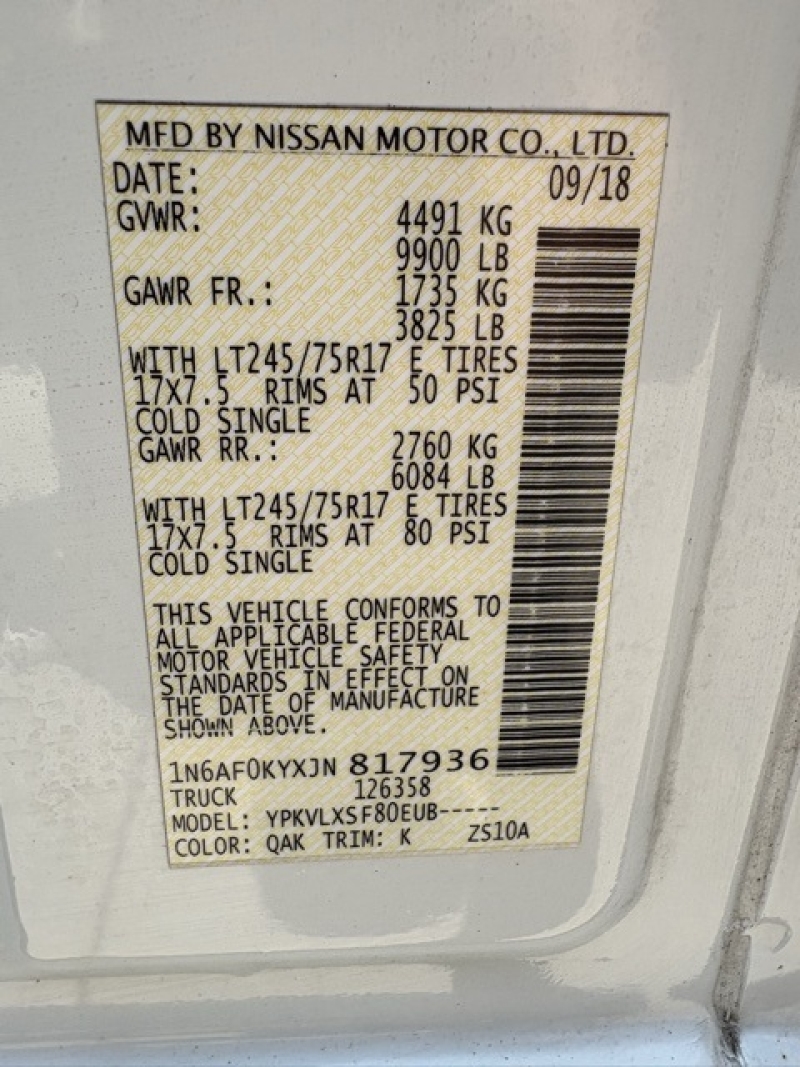 MFD BY NISSAN MOTOR CO., LTD.
DATE: 09/18
GVWR: 4491 KG
9900 LB
GAWR FR.: 1735 KG
3825 LB
WITH LT245/75R17 E TIRES
17X7.5 RIMS AT 50 PSI
COLD SINGLE
GAWR RR.: 2760 KG
6084 LB
WITH LT245/75R17 E TIRES
17X7.5 RIMS AT 80 PSI
COLD SINGLE
THIS VEHICLE CONFORMS TO
ALL APPLICABLE FEDERAL
MOTOR VEHICLE SAFETY
STANDARDS IN EFFECT ON
THE DATE OF MANUFACTURE
SHOWN ABOVE.
1N6AF0KYXJN 817936
TRUCK 126358
MODEL: YPKVLXSF80EUB-----
COLOR: QAK TRIM: K ZS10A